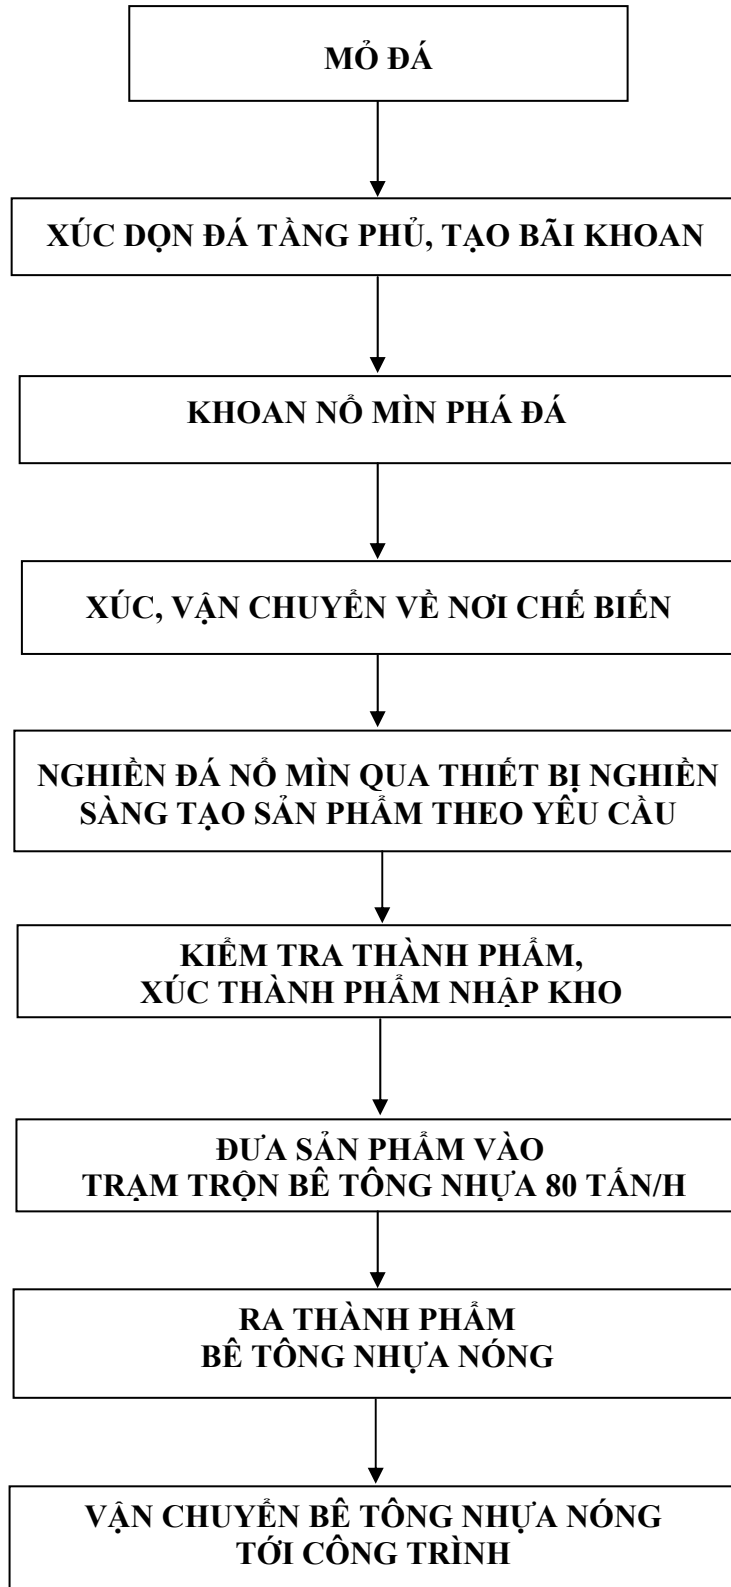 MỎ ĐÁ
XÚC DỌN ĐÁ TẦNG PHỦ, TẠO BÃI KHOAN
KHOAN NỔ MÌN PHÁ ĐÁ
XÚC, VẬN CHUYỂN VỀ NƠI CHẾ BIẾN
NGHIỀN ĐÁ NỔ MÌN QUA THIẾT BỊ NGHIỀN
SÀNG TẠO SẢN PHẨM THEO YÊU CẦU
KIỂM TRA THÀNH PHẨM,
XÚC THÀNH PHẨM NHẬP KHO
ĐƯA SẢN PHẨM VÀO
TRẠM TRỘN BÊ TÔNG NHỰA 80 TẤN/H
RA THÀNH PHẨM
BÊ TÔNG NHỰA NÓNG
VẬN CHUYỂN BÊ TÔNG NHỰA NÓNG
TỚI CÔNG TRÌNH